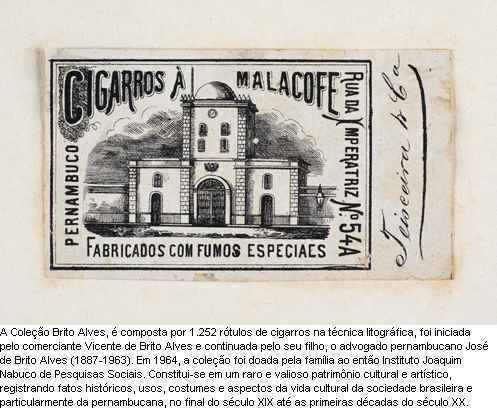 CIGARROS À MALACOFE,
PERNAMBUCO
RUA DA YMPERATRIZ Nº 54A
FABRICADOS COM FUMOS ESPECIAES
Teixeira & Ca
A Coleção Brito Alves, é composta por 1.252 rótulos de cigarros na técnica litográfica, foi iniciada
pelo comerciante Vicente de Brito Alves e continuada pelo seu filho, o advogado pernambucano José
de Brito Alves (1887-1963). Em 1964, a coleção foi doada pela família ao então Instituto Joaquim
Nabuco de Pesquisas Sociais. Constitui-se em um raro e valioso patrimônio cultural e artístico,
registrando fatos históricos, usos, costumes e aspectos da vida cultural da sociedade brasileira e
particularmente da pernambucana, no final do século XIX até as primeiras décadas do século XX.